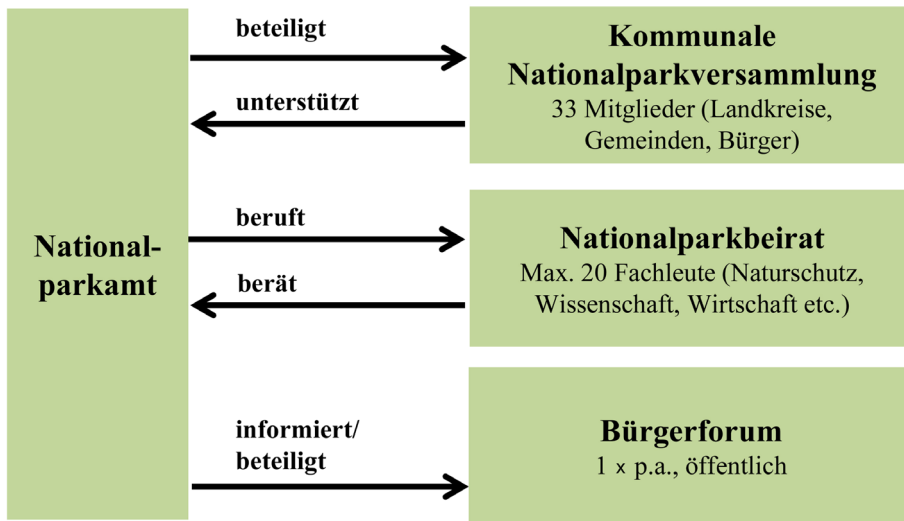 National-
parkamt
beteiligt
unterstützt
Kommunale
Nationalparkversammlung
33 Mitglieder (Landkreise,
Gemeinden, Bürger)
beruft
berät
Nationalparkbeirat
Max. 20 Fachleute (Naturschutz,
Wissenschaft, Wirtschaft etc.)
informiert/
beteiligt
Bürgerforum
1 × p.a., öffentlich